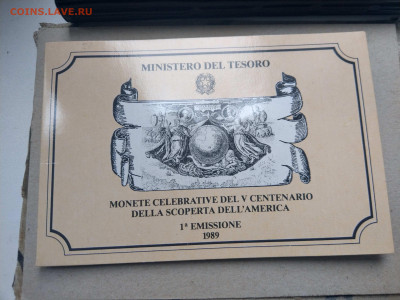 COINS.LAVE.RU
MINISTERO DEL TESORO
MONETE CELEBRATIVE DEL V CENTENARIO
DELLA SCOPERTA DELL'AMERICA
1ª EMISSIONE
1989